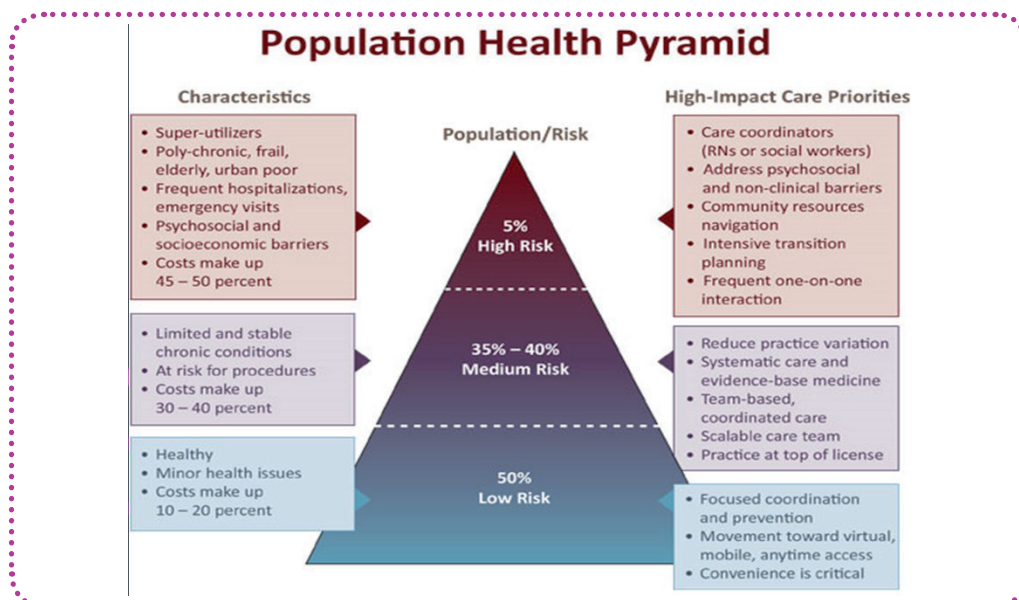 Population Health Pyramid
Characteristics
• Super-utilizers
• Poly-chronic, frail,
elderly, urban poor
• Frequent hospitalizations,
emergency visits
• Psychosocial and
socioeconomic barriers
• Costs make up
45 – 50 percent
• Limited and stable
chronic conditions
• At risk for procedures
• Costs make up
30 – 40 percent
• Healthy
• Minor health issues
• Costs make up
10 – 20 percent
Population/Risk
5%
High Risk
35% – 40%
Medium Risk
50%
Low Risk
High-Impact Care Priorities
• Care coordinators
(RNs or social workers)
• Address psychosocial
and non-clinical barriers
• Community resources
navigation
• Intensive transition
planning
• Frequent one-on-one
interaction
• Reduce practice variation
• Systematic care and
evidence-base medicine
• Team-based,
coordinated care
• Scalable care team
• Practice at top of license
• Focused coordination
and prevention
• Movement toward virtual,
mobile, anytime access
• Convenience is critical